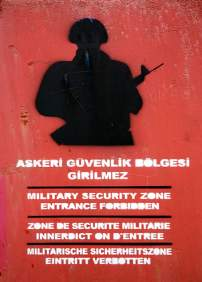 ASKERİ GÜVENLİK BÖLGESİ
GİRİLMEZ
MILITARY SECURITY ZONE
ENTRANCE FORBIDDEN
ZONE DE SECURITE MILITARIE
INNERDICT ON D'ENTREE
MILITARISCHE SICHERHEITSZONE
EINTRITT VERBOTTEN